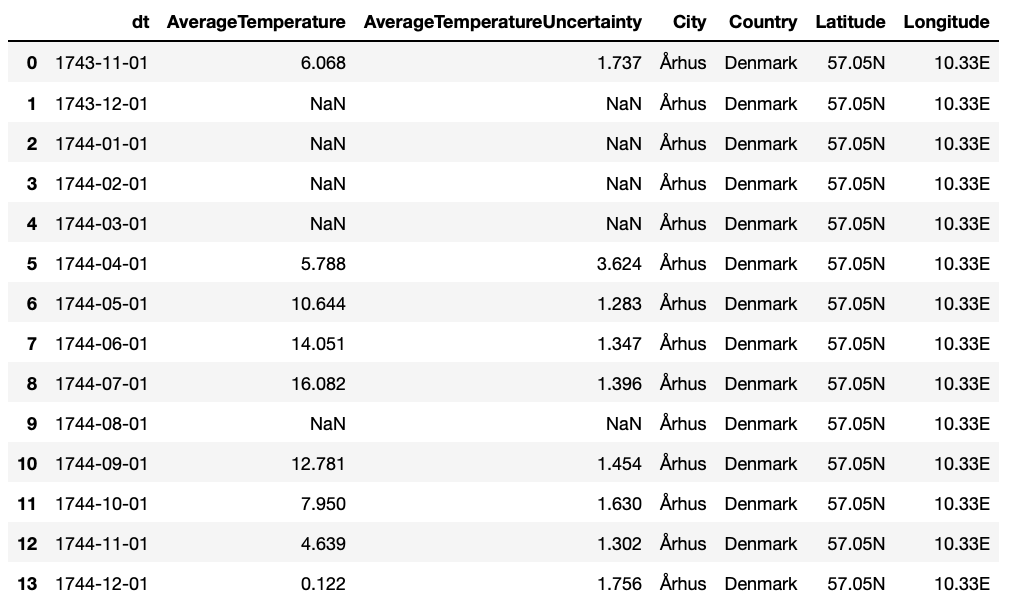 dt AverageTemperature AverageTemperatureUncertainty City Country Latitude Longitude
0 1743-11-01 6.068 1.737 Århus Denmark 57.05N 10.33E
1 1743-12-01 NaN NaN Århus Denmark 57.05N 10.33E
2 1744-01-01 NaN NaN Århus Denmark 57.05N 10.33E
3 1744-02-01 NaN NaN Århus Denmark 57.05N 10.33E
4 1744-03-01 NaN NaN Århus Denmark 57.05N 10.33E
5 1744-04-01 5.788 3.624 Århus Denmark 57.05N 10.33E
6 1744-05-01 10.644 1.283 Århus Denmark 57.05N 10.33E
7 1744-06-01 14.051 1.347 Århus Denmark 57.05N 10.33E
8 1744-07-01 16.082 1.396 Århus Denmark 57.05N 10.33E
9 1744-08-01 NaN NaN Århus Denmark 57.05N 10.33E
10 1744-09-01 12.781 1.454 Århus Denmark 57.05N 10.33E
11 1744-10-01 7.950 1.630 Århus Denmark 57.05N 10.33E
12 1744-11-01 4.639 1.302 Århus Denmark 57.05N 10.33E
13 1744-12-01 0.122 1.756 Århus Denmark 57.05N 10.33E